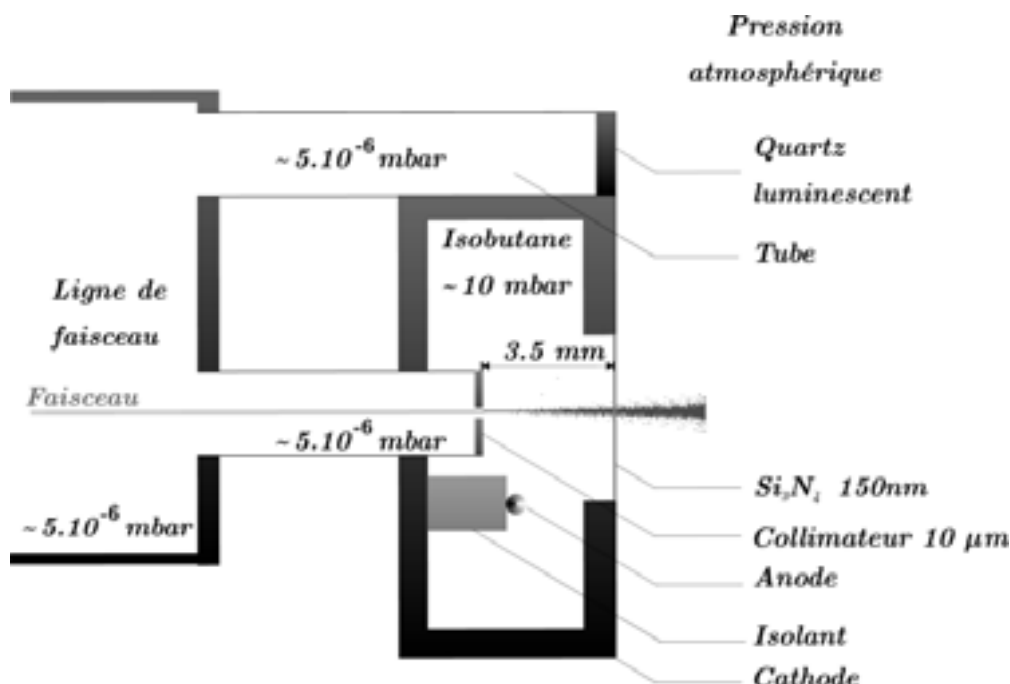 Pression
atmosphérique
~5.10⁻⁶ mbar
Quartz
luminescent
Isobutane
~10 mbar
Tube
Ligne de
faisceau
3.5 mm
Faisceau
~5.10⁻⁶ mbar
Si₃N₄ 150nm
~5.10⁻⁶ mbar
Collimateur 10 µm
Anode
Isolant
Cathode